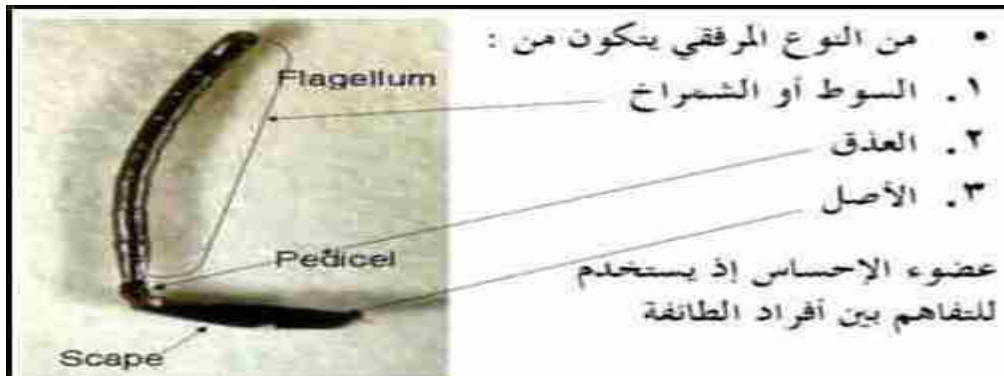 • من النوع المرفقي يتكون من :
١. السوط أو الشمراخ
٢. العذق
٣. الأصل
عضوء الإحساس إذ يستخدم
للتفاهم بين أفراد الطائفة
Flagellum
Pedicel
Scape